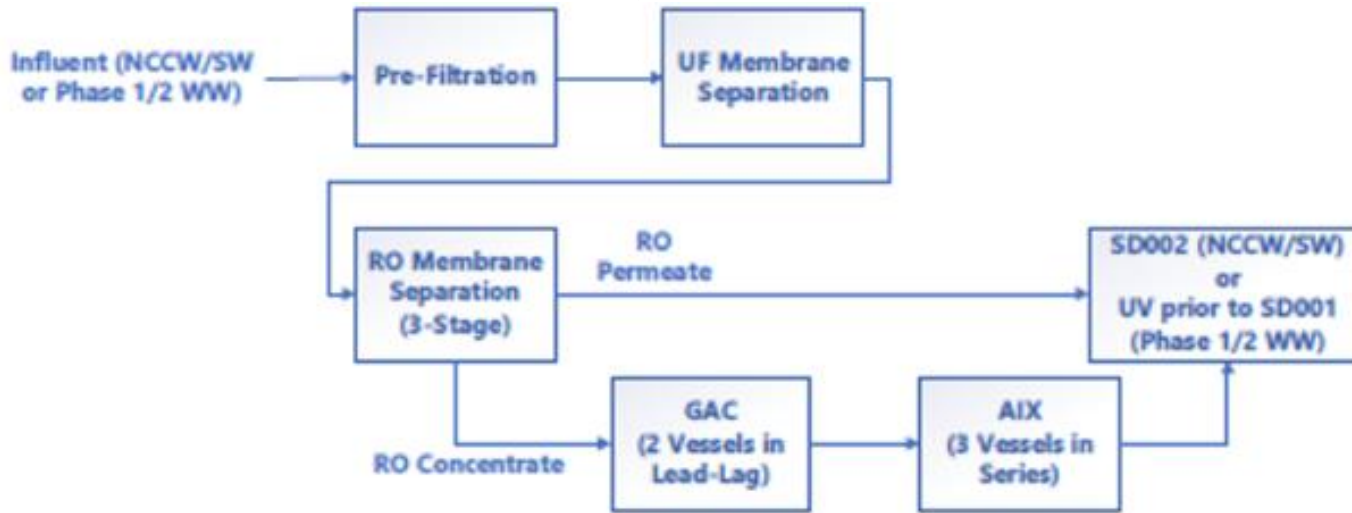 Influent (NCCW/SW
or Phase 1/2 WW)
Pre-Filtration
UF Membrane
Separation
RO Membrane
Separation
(3-Stage)
RO
Permeate
SD002 (NCCW/SW)
or
UV prior to SD001
(Phase 1/2 WW)
RO Concentrate
GAC
(2 Vessels in
Lead-Lag)
AIX
(3 Vessels in
Series)